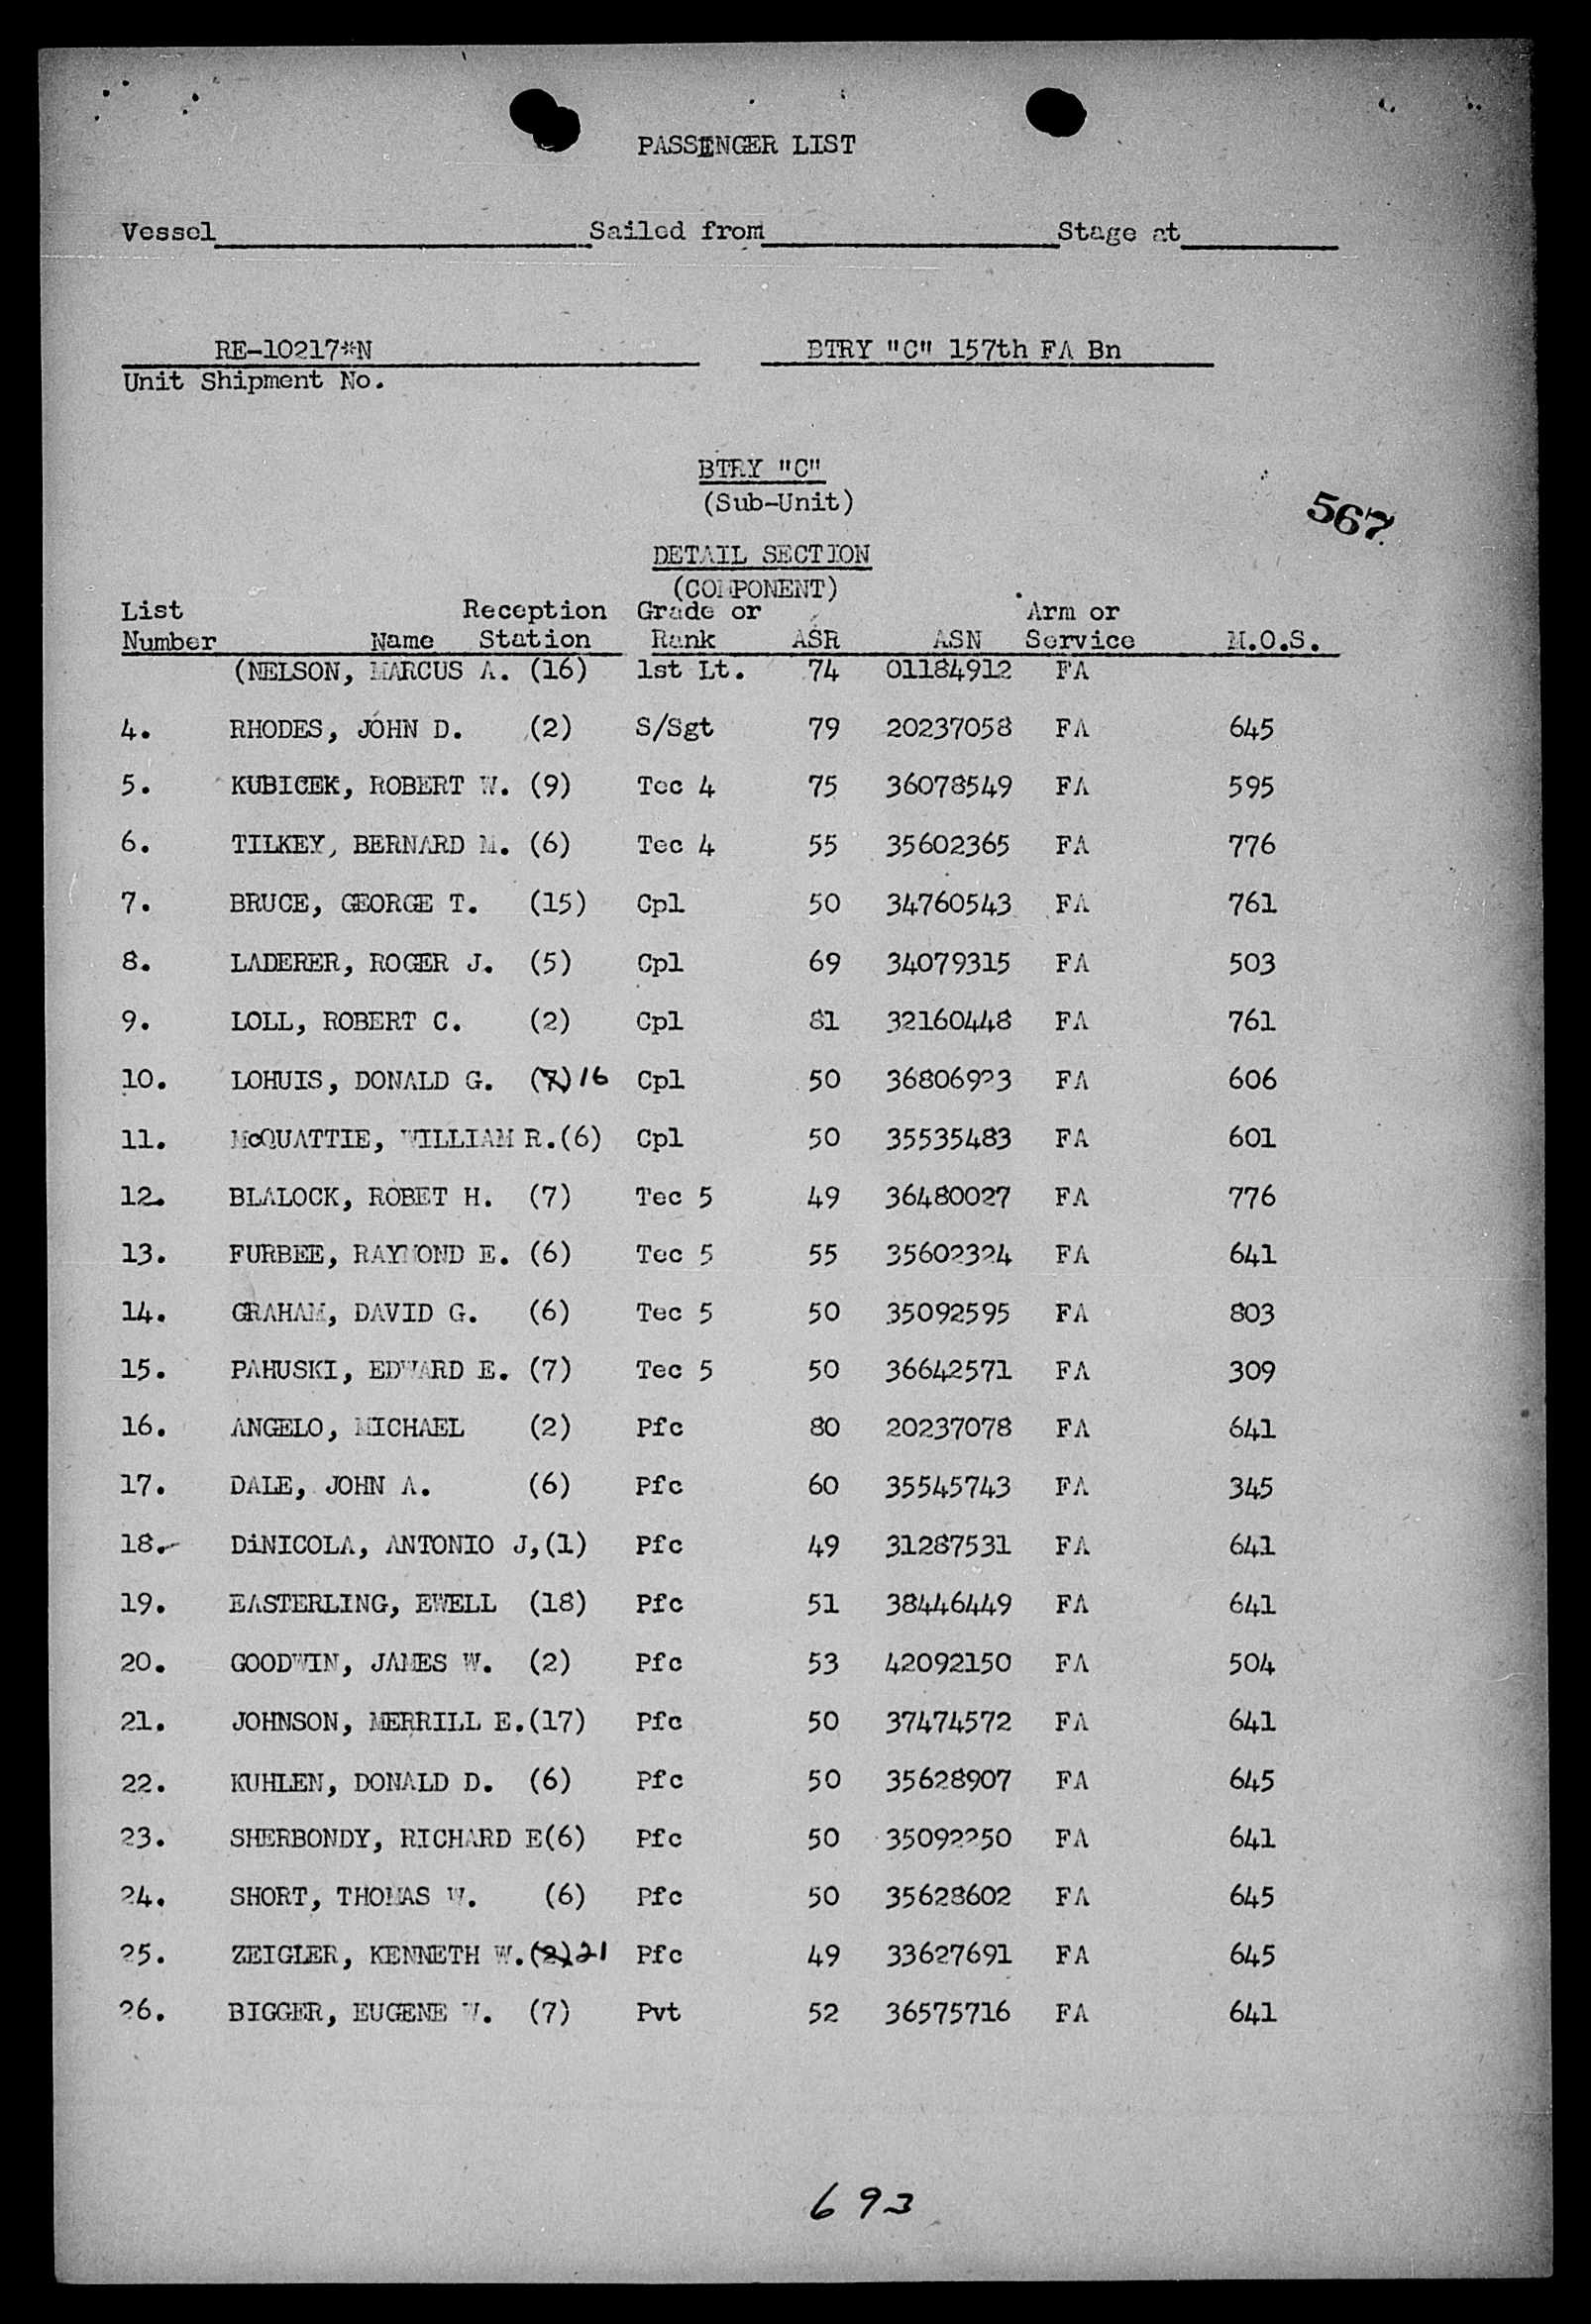 PASSENGER LIST
Vessel Sailed from Stage at
RE-10217*N BTRY "C" 157th FA Bn
Unit Shipment No.
BTRY "C"
(Sub-Unit)
567
DETAIL SECTION
(COMPONENT)
List Reception Grade or Arm or
Number Name Station Rank ASR ASN Service M.O.S.
(NELSON, MARCUS A. (16) 1st Lt. 74 01184912 FA
4. RHODES, JOHN D. (2) S/Sgt 79 20237058 FA 645
5. KUBICEK, ROBERT W. (9) Tec 4 75 36078549 FA 595
6. TILKEY, BERNARD M. (6) Tec 4 55 35602365 FA 776
7. BRUCE, GEORGE T. (15) Cpl 50 34760543 FA 761
8. LADERER, ROGER J. (5) Cpl 69 34079315 FA 503
9. LOLL, ROBERT C. (2) Cpl 81 32160448 FA 761
10. LOHUIS, DONALD G. (7) 16 Cpl 50 36806923 FA 606
11. McQUATTIE, WILLIAM R.(6) Cpl 50 35535483 FA 601
12. BLALOCK, ROBET H. (7) Tec 5 49 36480027 FA 776
13. FURBEE, RAYMOND E. (6) Tec 5 55 35602324 FA 641
14. GRAHAM, DAVID G. (6) Tec 5 50 35092595 FA 803
15. PAHUSKI, EDWARD E. (7) Tec 5 50 36642571 FA 309
16. ANGELO, MICHAEL (2) Pfc 80 20237078 FA 641
17. DALE, JOHN A. (6) Pfc 60 35545743 FA 345
18. DiNICOLA, ANTONIO J,(1) Pfc 49 31287531 FA 641
19. EASTERLING, EWELL (18) Pfc 51 38446449 FA 641
20. GOODWIN, JAMES W. (2) Pfc 53 42092150 FA 504
21. JOHNSON, MERRILL E.(17) Pfc 50 37474572 FA 641
22. KUHLEN, DONALD D. (6) Pfc 50 35628907 FA 645
23. SHERBONDY, RICHARD E(6) Pfc 50 35092250 FA 641
24. SHORT, THOMAS W. (6) Pfc 50 35628602 FA 645
25. ZEIGLER, KENNETH W.(2) 21 Pfc 49 33627691 FA 645
26. BIGGER, EUGENE W. (7) Pvt 52 36575716 FA 641
693